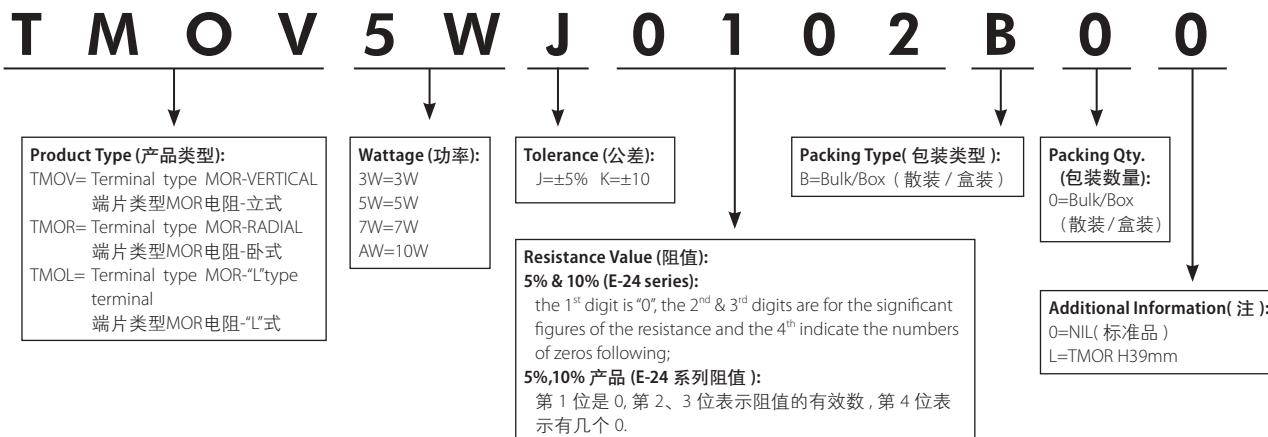 T M O V 5 W J 0 1 0 2 B 0 0
Product Type (产品类型):
TMOV= Terminal type MOR-VERTICAL
端片类型MOR电阻-立式
TMOR= Terminal type MOR-RADIAL
端片类型MOR电阻-卧式
TMOL= Terminal type MOR-“L”type
terminal
端片类型MOR电阻-“L”式
Wattage (功率):
3W=3W
5W=5W
7W=7W
AW=10W
Tolerance (公差):
J=±5% K=±10
Resistance Value (阻值):
5% & 10% (E-24 series):
the 1st digit is “0”, the 2nd & 3rd digits are for the significant
figures of the resistance and the 4th indicate the numbers
of zeros following;
5%,10% 产品 (E-24 系列阻值 ):
第 1 位是 0, 第 2、3 位表示阻值的有效数 , 第 4 位表
示有几个 0.
Packing Type( 包装类型 ):
B=Bulk/Box ( 散装 / 盒装 )
Packing Qty.
(包装数量):
0=Bulk/Box
(散装/盒装)
Additional Information( 注 ):
0=NIL( 标准品 )
L=TMOR H39mm